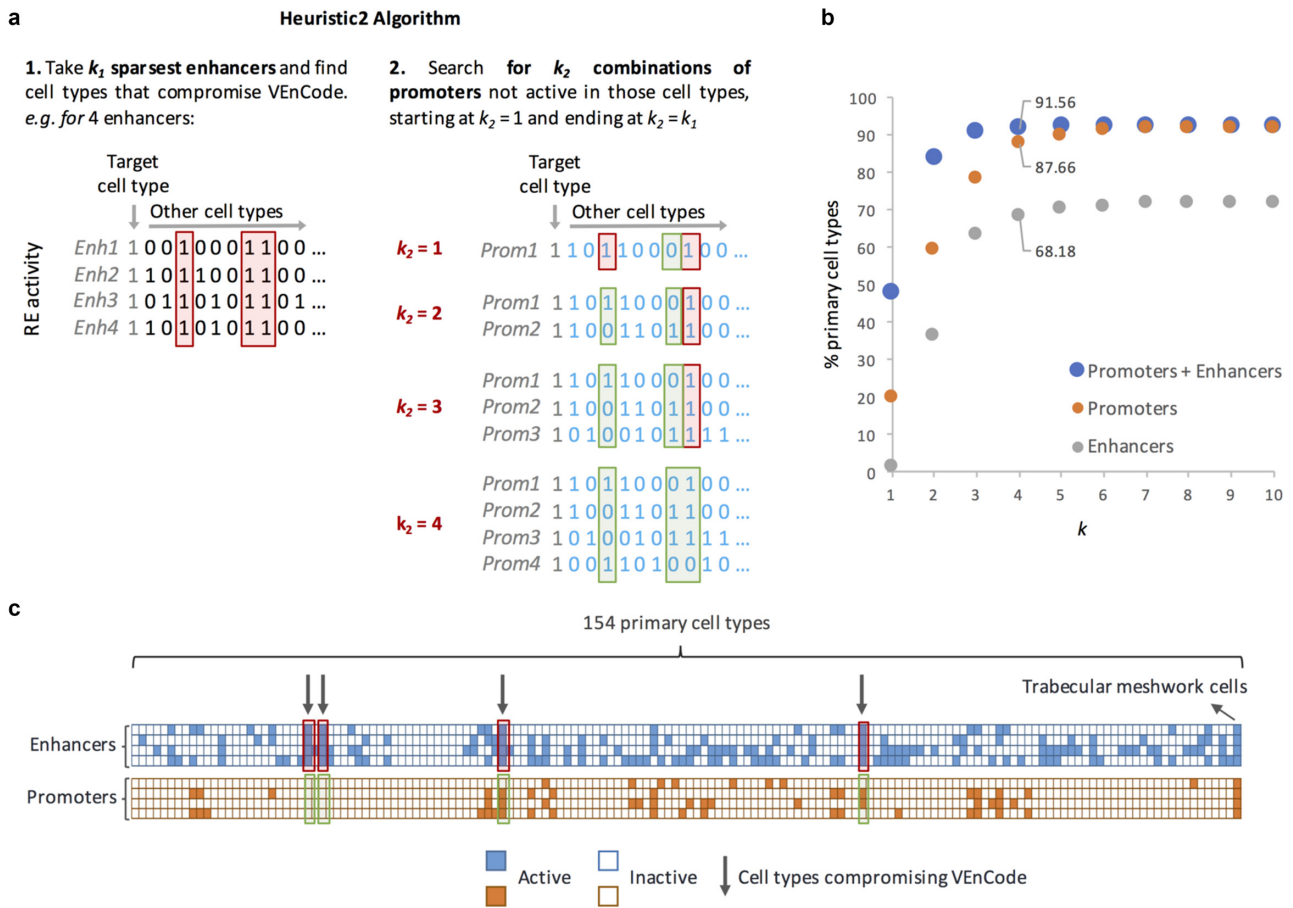 a
Heuristic2 Algorithm
1. Take k1 sparsest enhancers and find
cell types that compromise VEnCode.
e.g. for 4 enhancers:
Target
cell type
Other cell types
RE activity
Enh1 1 0 0 1 0 0 0 1 1 0 0 ...
Enh2 1 1 0 1 1 0 0 1 1 0 0 ...
Enh3 1 0 1 1 0 1 0 1 1 0 1 ...
Enh4 1 1 0 1 0 1 0 1 1 0 0 ...
2. Search for k2 combinations of
promoters not active in those cell types,
starting at k2 = 1 and ending at k2 = k1
Target
cell type
Other cell types
k2 = 1
Prom1 1 1 0 1 1 0 0 0 1 0 0 ...
k2 = 2
Prom1 1 1 0 1 1 0 0 0 1 0 0 ...
Prom2 1 1 0 0 1 1 0 1 1 0 0 ...
k2 = 3
Prom1 1 1 0 1 1 0 0 0 1 0 0 ...
Prom2 1 1 0 0 1 1 0 1 1 0 0 ...
Prom3 1 0 1 0 0 1 0 1 1 1 1 ...
k2 = 4
Prom1 1 1 0 1 1 0 0 0 1 0 0 ...
Prom2 1 1 0 0 1 1 0 1 1 0 0 ...
Prom3 1 0 1 0 0 1 0 1 1 1 1 ...
Prom4 1 0 0 1 1 0 1 0 0 1 0 ...
b
% primary cell types
100
90
80
70
60
50
40
30
20
10
0
91.56
87.66
68.18
Promoters + Enhancers
Promoters
Enhancers
1 2 3 4 5 6 7 8 9 10
k
c
154 primary cell types
Trabecular meshwork cells
Enhancers
Promoters
Active
Inactive
Cell types compromising VEnCode